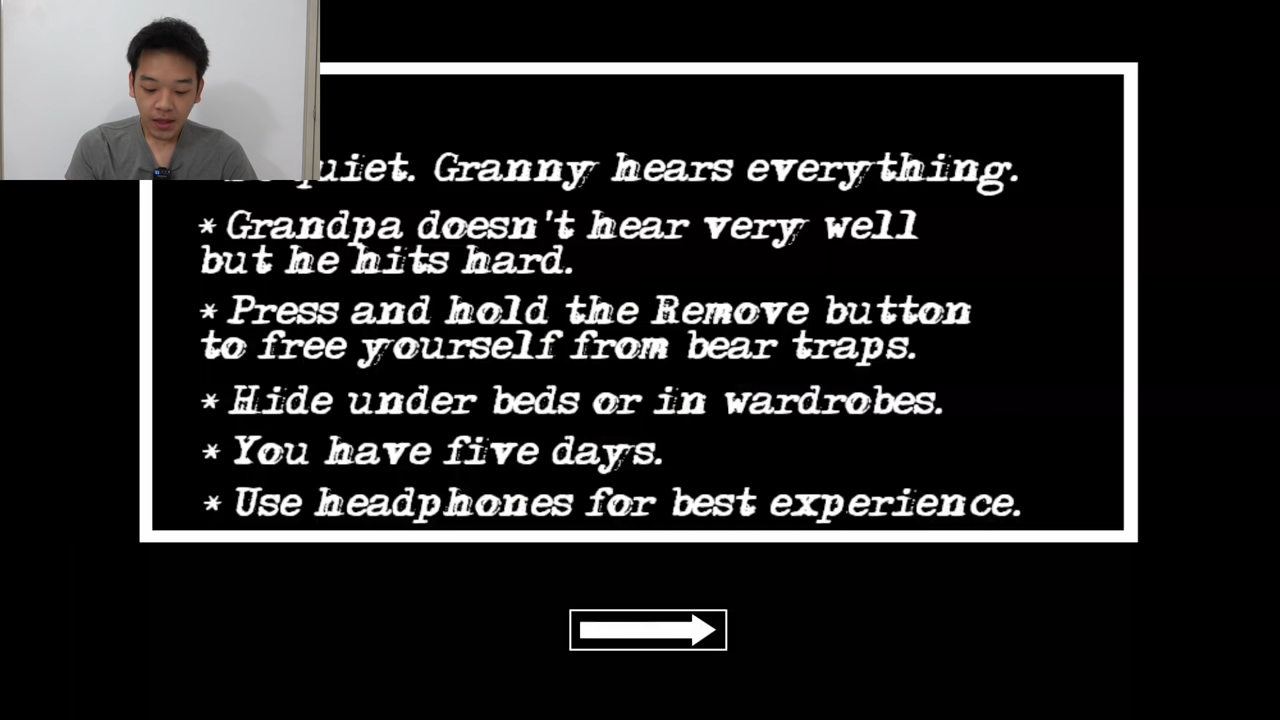 quiet. Granny hears everything.
* Grandpa doesn't hear very well
but he hits hard.
* Press and hold the Remove button
to free yourself from bear traps.
* Hide under beds or in wardrobes.
* You have five days.
* Use headphones for best experience.